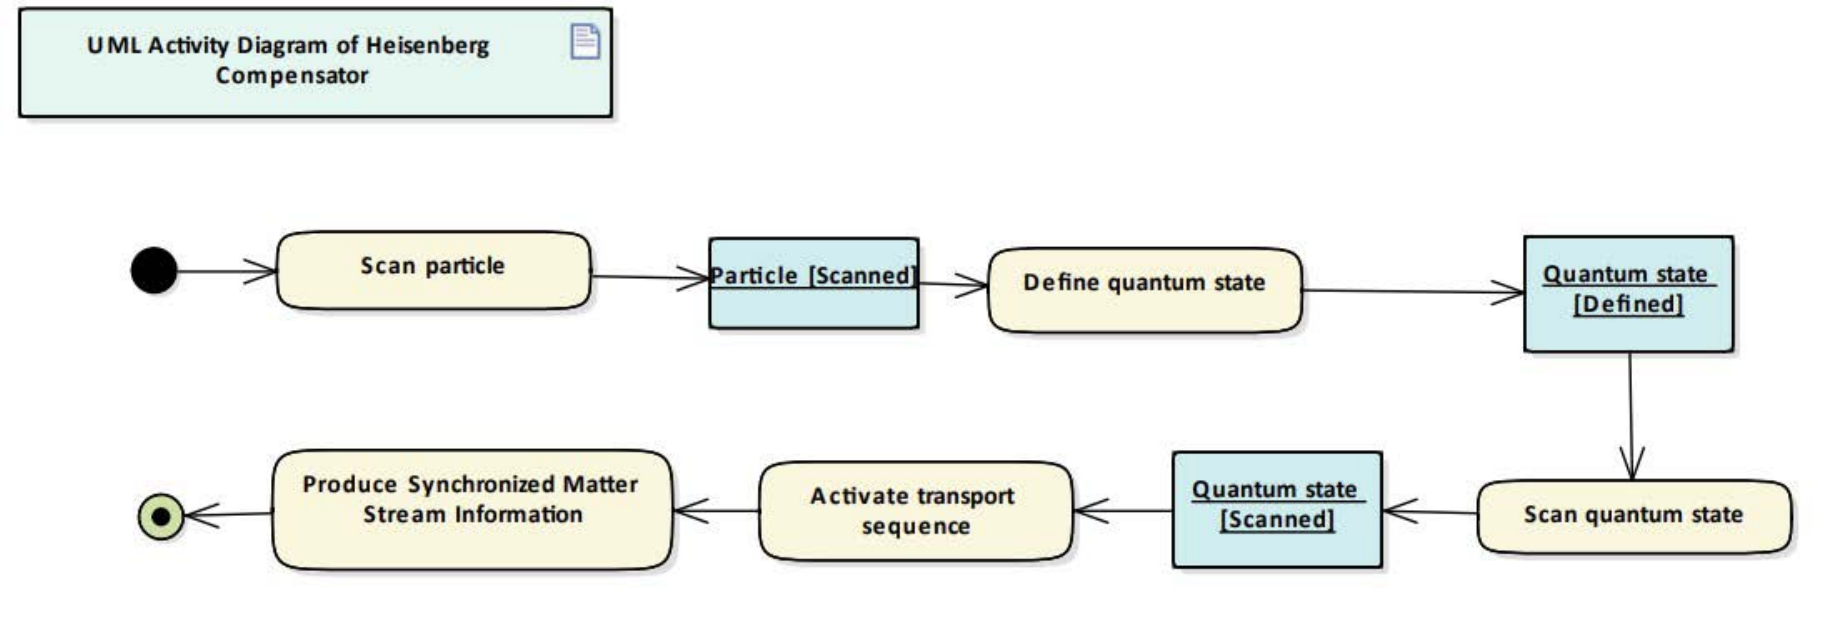 UML Activity Diagram of Heisenberg
Compensator
Scan particle
Particle [Scanned]
Define quantum state
Quantum state
[Defined]
Produce Synchronized Matter
Stream Information
Activate transport
sequence
Quantum state
[Scanned]
Scan quantum state